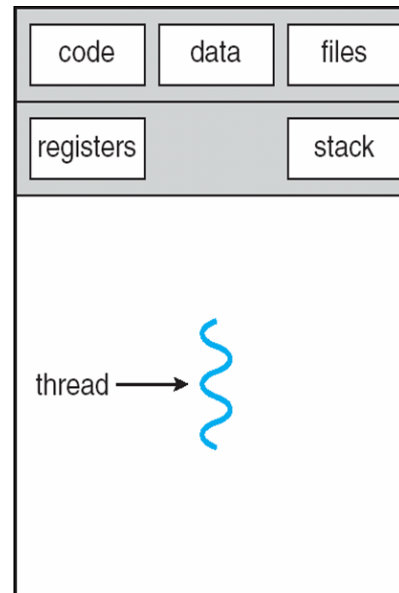 code data files
registers stack
thread